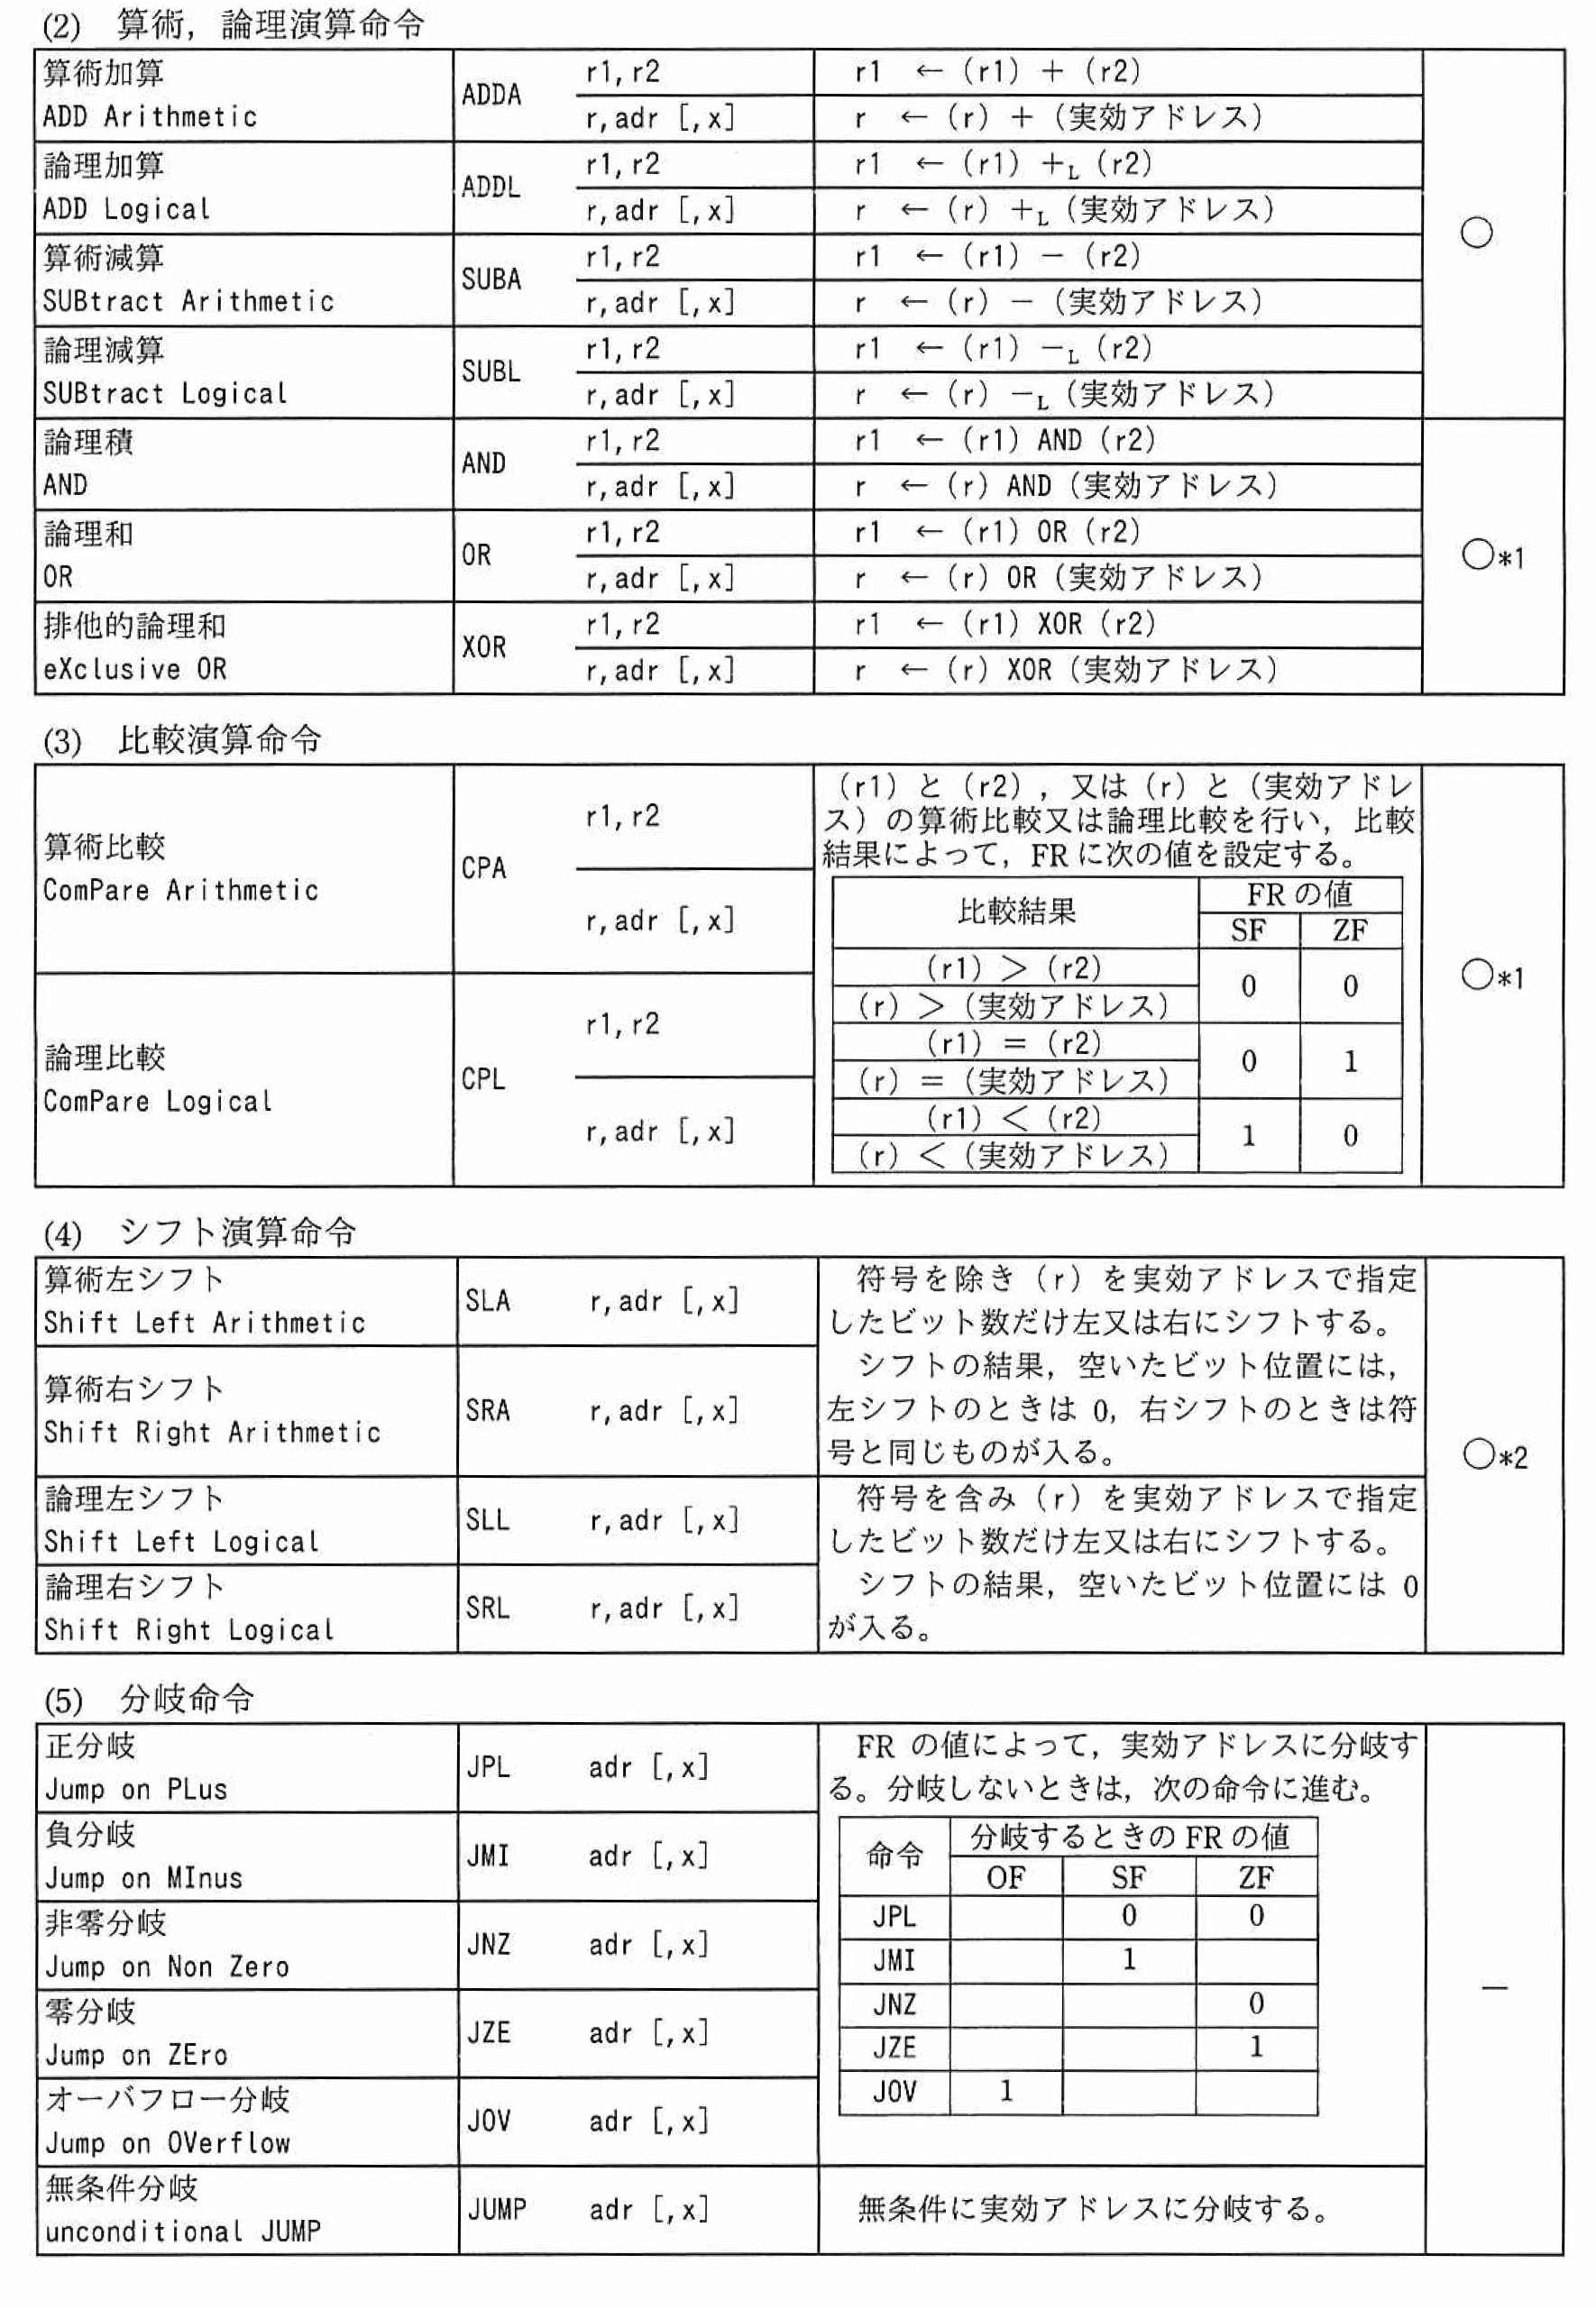 (2) 算術，論理演算命令
算術加算
ADD Arithmetic
ADDA
r1,r2
r1 ← (r1) ＋ (r2)
r,adr [,x]
r ← (r) ＋ (実効アドレス)
論理加算
ADD Logical
ADDL
r1,r2
r1 ← (r1) ＋L (r2)
r,adr [,x]
r ← (r) ＋L (実効アドレス)
○
算術減算
SUBtract Arithmetic
SUBA
r1,r2
r1 ← (r1) － (r2)
r,adr [,x]
r ← (r) － (実効アドレス)
論理減算
SUBtract Logical
SUBL
r1,r2
r1 ← (r1) －L (r2)
r,adr [,x]
r ← (r) －L (実効アドレス)
論理積
AND
AND
r1,r2
r1 ← (r1) AND (r2)
r,adr [,x]
r ← (r) AND (実効アドレス)
論理和
OR
OR
r1,r2
r1 ← (r1) OR (r2)
r,adr [,x]
r ← (r) OR (実効アドレス)
○*1
排他的論理和
eXclusive OR
XOR
r1,r2
r1 ← (r1) XOR (r2)
r,adr [,x]
r ← (r) XOR (実効アドレス)
(3) 比較演算命令
算術比較
ComPare Arithmetic
CPA
r1,r2
r,adr [,x]
論理比較
ComPare Logical
CPL
r1,r2
r,adr [,x]
(r1) と (r2) ，又は (r) と (実効アドレ
ス) の算術比較又は論理比較を行い，比較
結果によって，FR に次の値を設定する。
比較結果
FR の値
SF ZF
(r1) ＞ (r2)
(r) ＞ (実効アドレス)
0 0
(r1) ＝ (r2)
(r) ＝ (実効アドレス)
0 1
(r1) ＜ (r2)
(r) ＜ (実効アドレス)
1 0
○*1
(4) シフト演算命令
算術左シフト
Shift Left Arithmetic
SLA r,adr [,x]
算術右シフト
Shift Right Arithmetic
SRA r,adr [,x]
符号を除き (r) を実効アドレスで指定
したビット数だけ左又は右にシフトする。
シフトの結果，空いたビット位置には，
左シフトのときは 0，右シフトのときは符
号と同じものが入る。
論理左シフト
Shift Left Logical
SLL r,adr [,x]
論理右シフト
Shift Right Logical
SRL r,adr [,x]
符号を含み (r) を実効アドレスで指定
したビット数だけ左又は右にシフトする。
シフトの結果，空いたビット位置には 0
が入る。
○*2
(5) 分岐命令
正分岐
Jump on PLus
JPL adr [,x]
負分岐
Jump on MInus
JMI adr [,x]
非零分岐
Jump on Non Zero
JNZ adr [,x]
零分岐
Jump on ZEro
JZE adr [,x]
オーバフロー分岐
Jump on OVerflow
JOV adr [,x]
FR の値によって，実効アドレスに分岐す
る。分岐しないときは，次の命令に進む。
命令
分岐するときの FR の値
OF SF ZF
JPL 0 0
JMI 1
JNZ 0
JZE 1
JOV 1
－
無条件分岐
unconditional JUMP
JUMP adr [,x]
無条件に実効アドレスに分岐する。